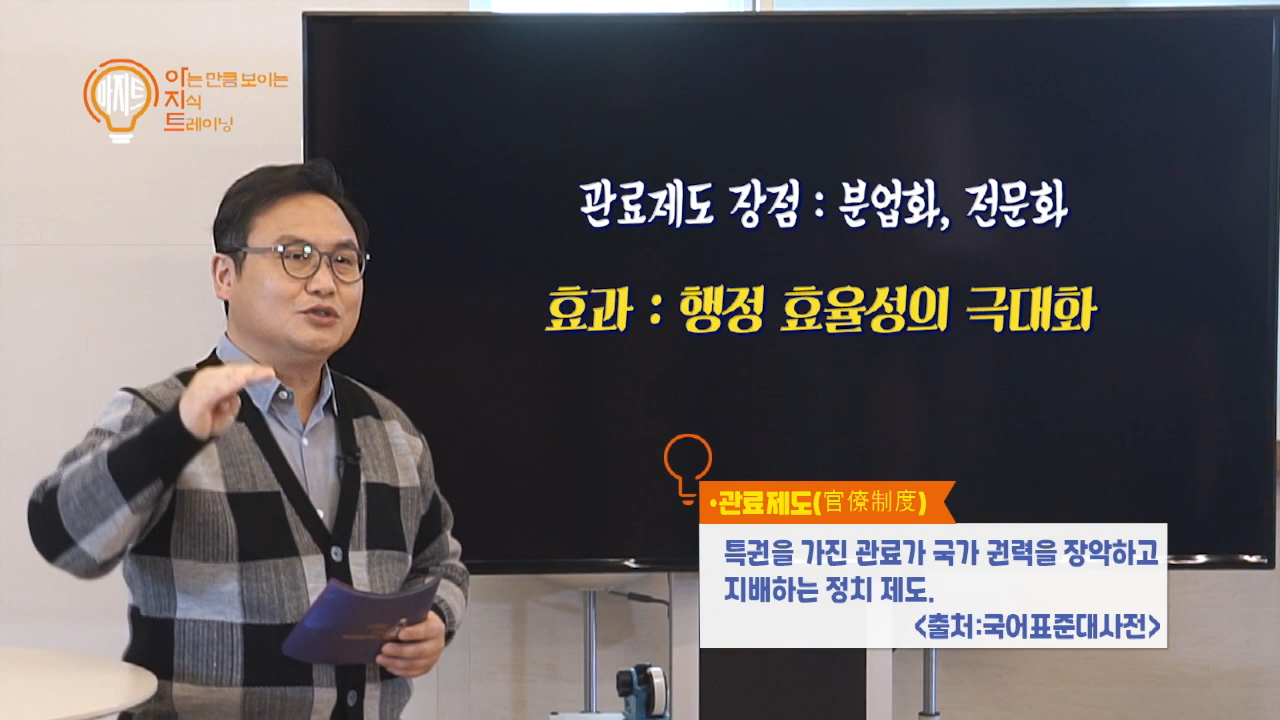 아지트
아는 만큼 보이는
지식
트레이닝
관료제도 장점 : 분업화, 전문화
효과 : 행정 효율성의 극대화
•관료제도(官僚制度)
특권을 가진 관료가 국가 권력을 장악하고
지배하는 정치 제도.
<출처:국어표준대사전>